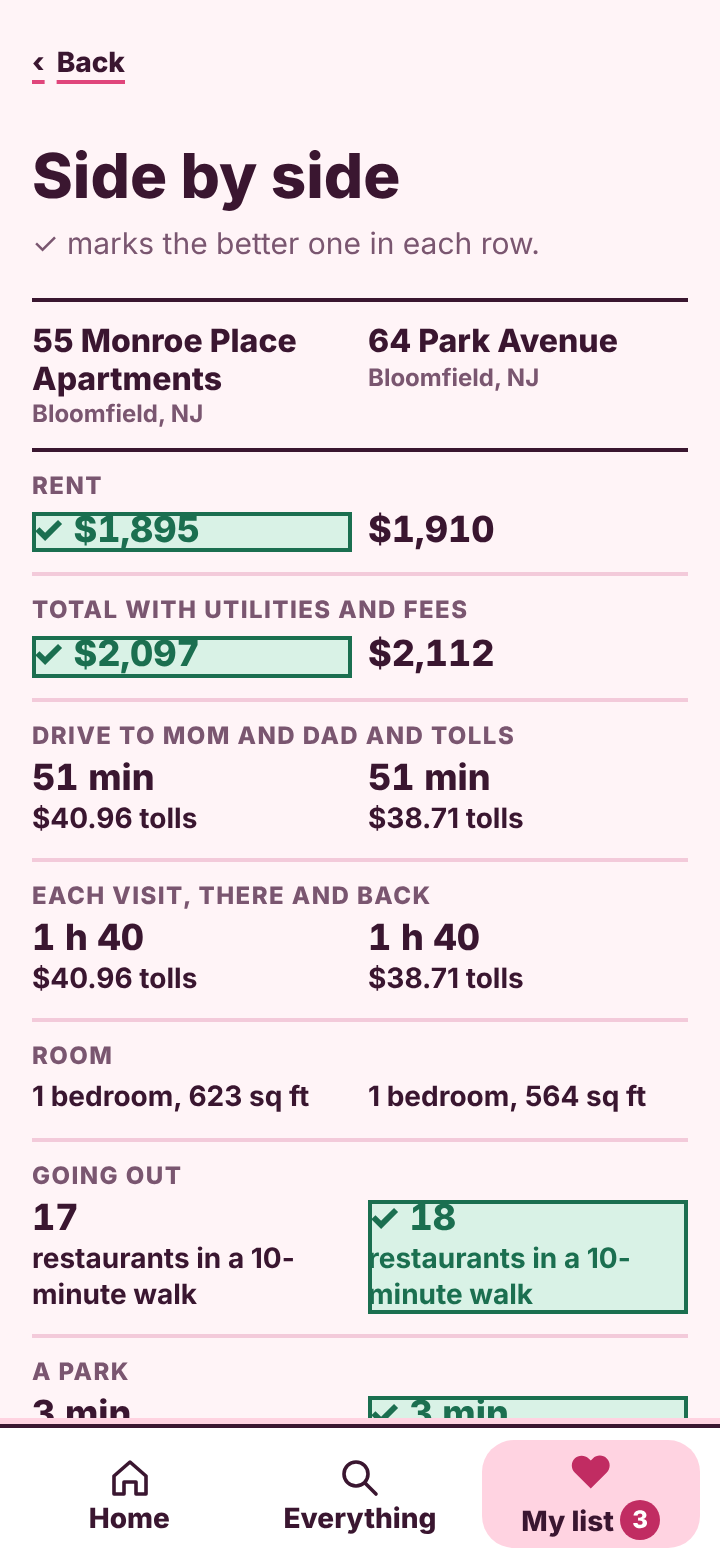 ‹ Back
Side by side
✓ marks the better one in each row.
55 Monroe Place
Apartments
Bloomfield, NJ
64 Park Avenue
Bloomfield, NJ
RENT
✓ $1,895
$1,910
TOTAL WITH UTILITIES AND FEES
✓ $2,097
$2,112
DRIVE TO MOM AND DAD AND TOLLS
51 min
$40.96 tolls
51 min
$38.71 tolls
EACH VISIT, THERE AND BACK
1 h 40
$40.96 tolls
1 h 40
$38.71 tolls
ROOM
1 bedroom, 623 sq ft
1 bedroom, 564 sq ft
GOING OUT
17
restaurants in a 10-
minute walk
✓ 18
restaurants in a 10-
minute walk
A PARK
3 min
✓ 3 min
Home
Everything
My list 3